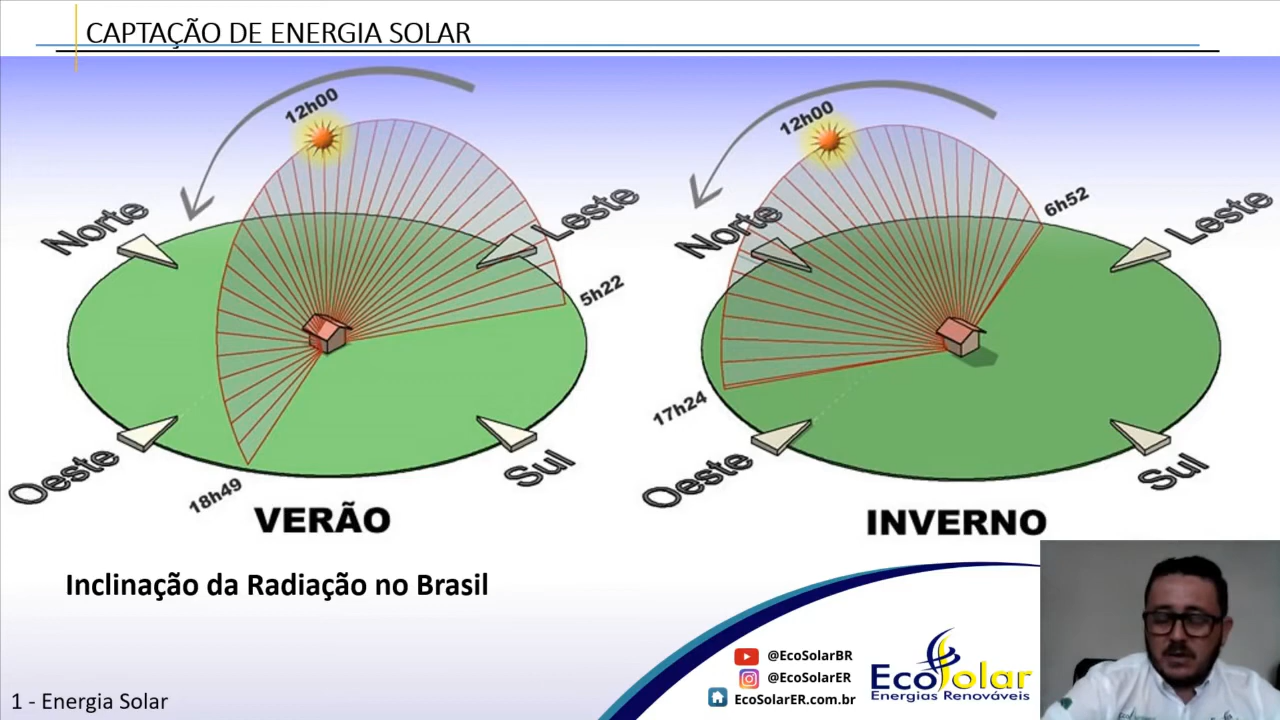 CAPTAÇÃO DE ENERGIA SOLAR
12h00
Norte
Leste
5h22
Oeste
18h49
Sul
VERÃO
12h00
Norte
6h52
Leste
17h24
Oeste
Sul
INVERNO
Inclinação da Radiação no Brasil
@EcoSolarBR
@EcoSolarER
EcoSolarER.com.br
EcoSolar
Energias Renováveis
1 - Energia Solar